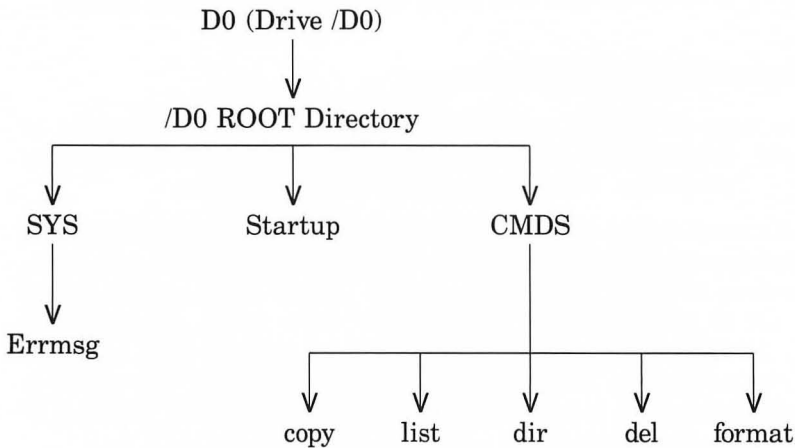 D0 (Drive /D0)
/D0 ROOT Directory
SYS Startup CMDS
Errmsg
copy list dir del format